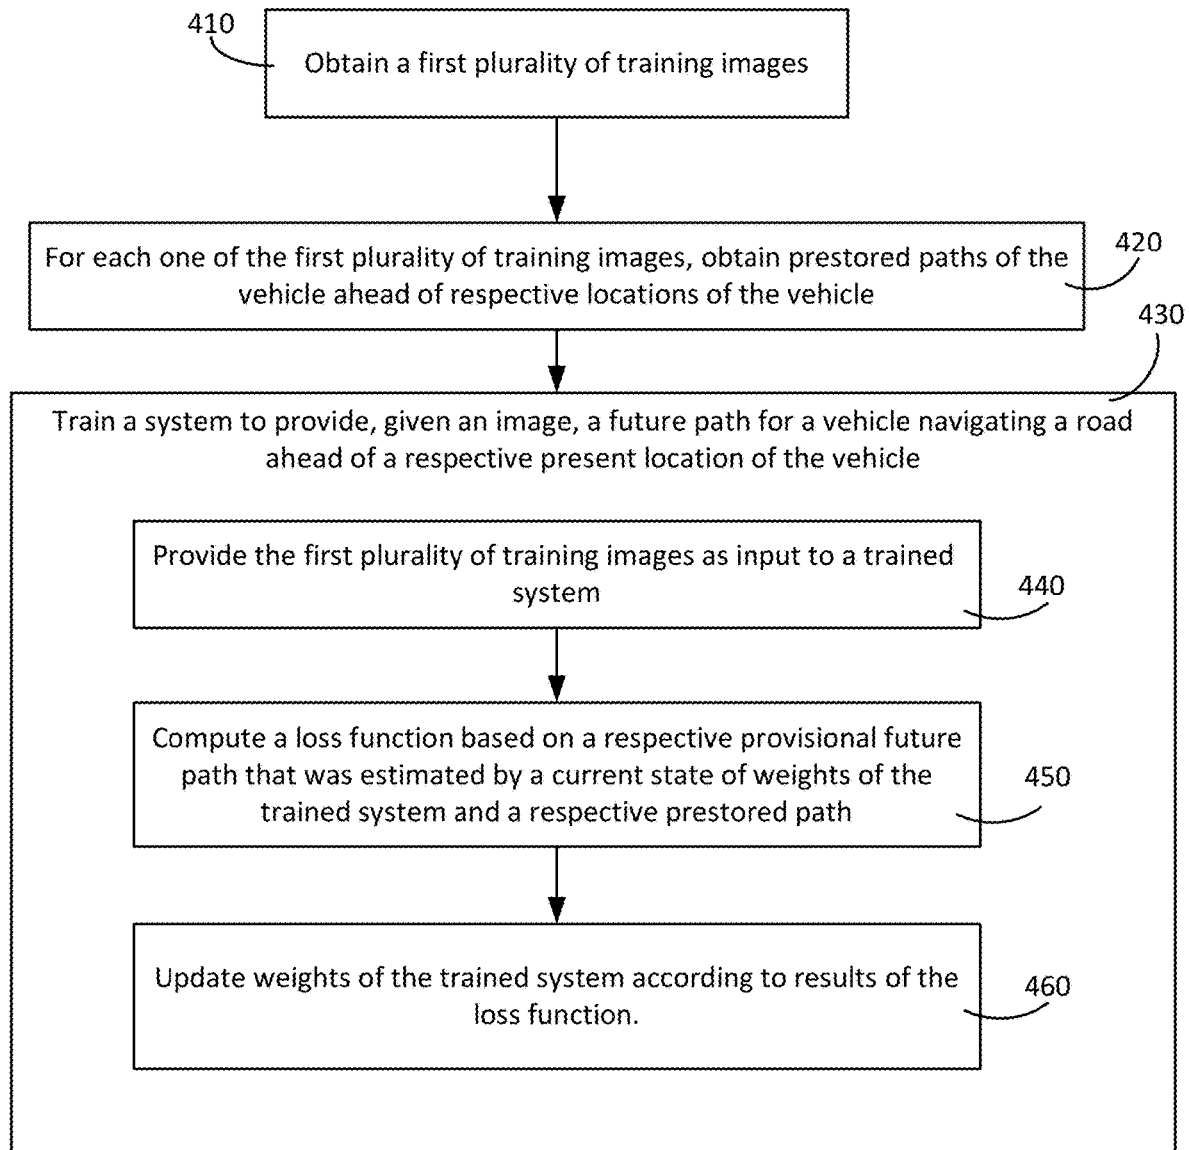 410
Obtain a first plurality of training images
For each one of the first plurality of training images, obtain prestored paths of the
vehicle ahead of respective locations of the vehicle
420
430
Train a system to provide, given an image, a future path for a vehicle navigating a road
ahead of a respective present location of the vehicle
Provide the first plurality of training images as input to a trained
system
440
Compute a loss function based on a respective provisional future
path that was estimated by a current state of weights of the
trained system and a respective prestored path
450
Update weights of the trained system according to results of the
loss function.
460